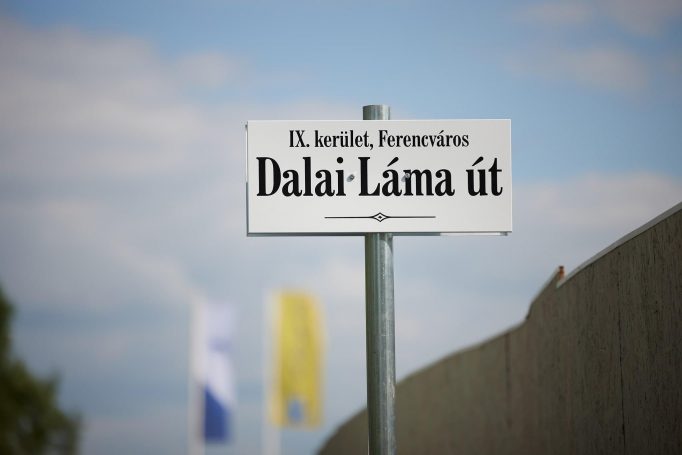 IX. kerület, Ferencváros
Dalai Láma út